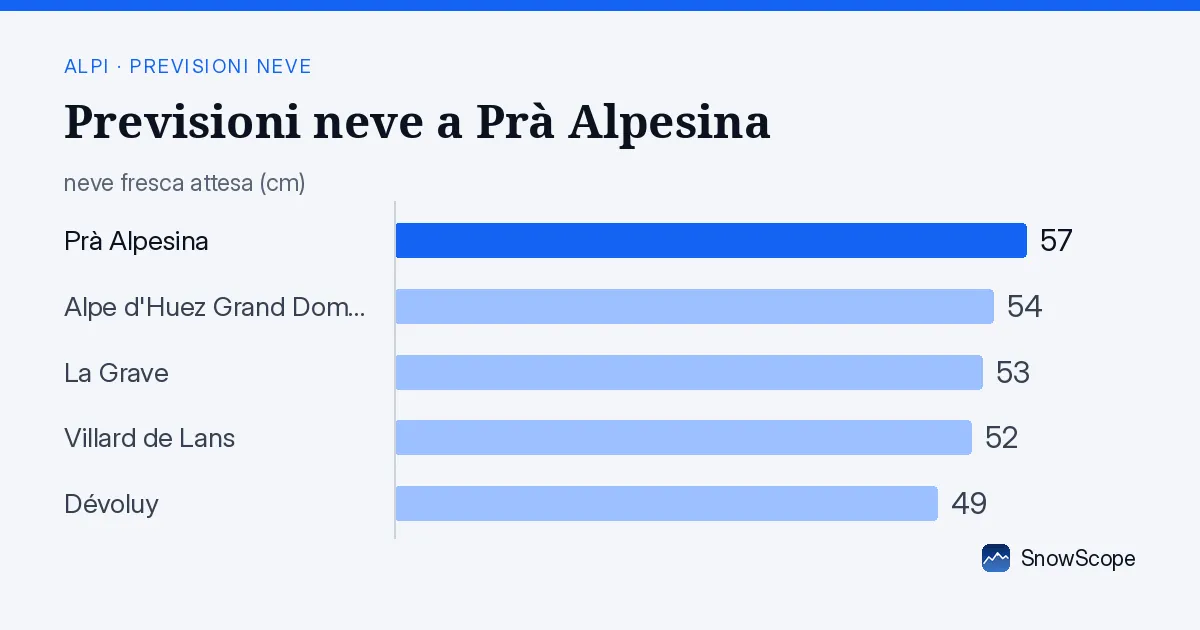 ALPI · PREVISIONI NEVE
Previsioni neve a Prà Alpesina
neve fresca attesa (cm)
Prà Alpesina 57
Alpe d'Huez Grand Dom... 54
La Grave 53
Villard de Lans 52
Dévoluy 49
SnowScope